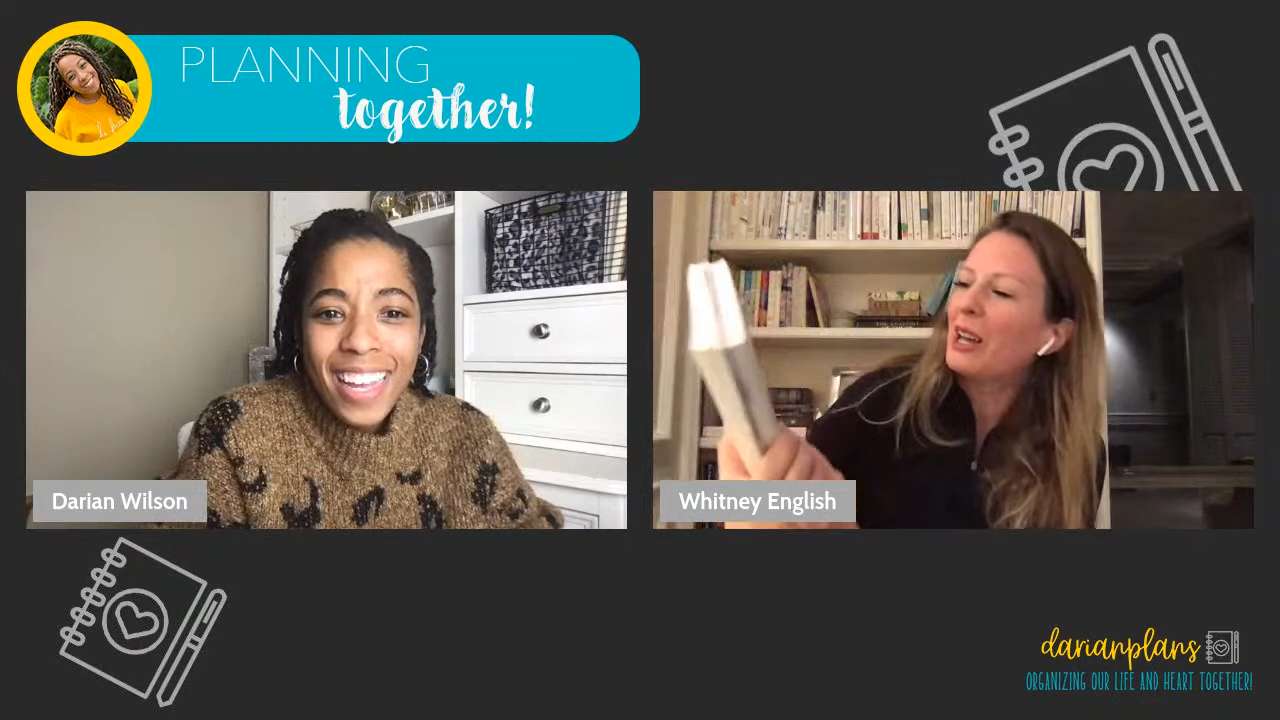 PLANNING
together!
Darian Wilson
Whitney English
darianplans
ORGANIZING OUR LIFE AND HEART TOGETHER!